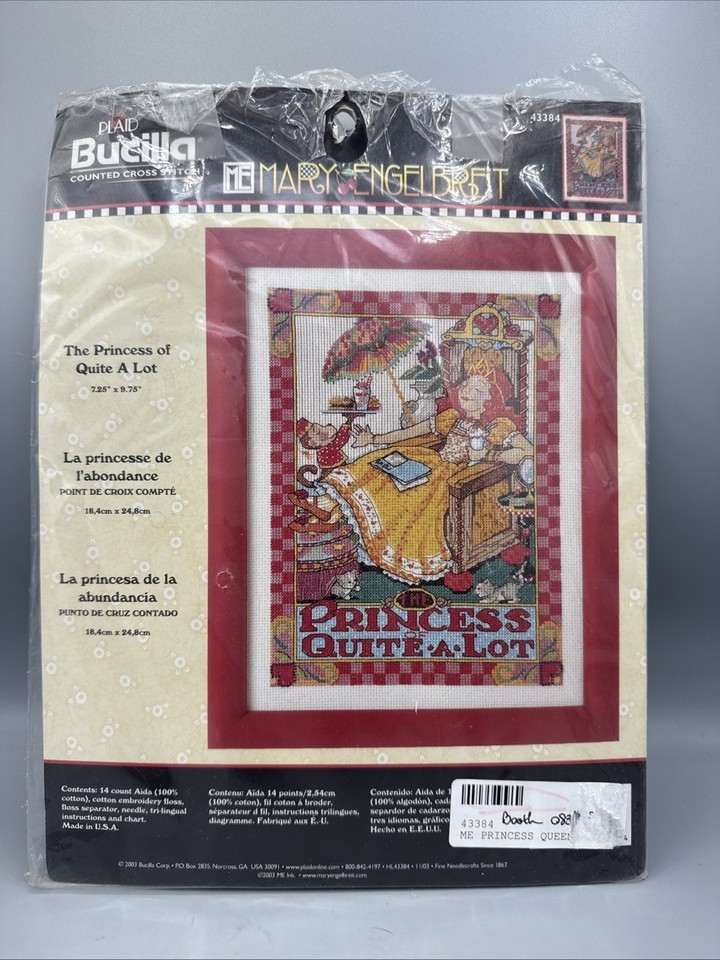 PLAID
Bucilla
COUNTED CROSS STITCH
ME MARY ENGELBREIT
43384
The Princess of
Quite A Lot
7.25" x 9.75"
La princesse de
l'abondance
POINT DE CROIX COMPTÉ
18,4cm x 24,8cm
La princesa de la
abundancia
PUNTO DE CRUZ CONTADO
18,4cm x 24,8cm
THE
PRINCESS
OF
QUITE·A·LOT
Contents: 14 count Aida (100%
cotton), cotton embroidery floss,
floss separator, needle, tri-lingual
instructions and chart.
Made in U.S.A.
Contenu: Aïda 14 points/2,54cm
(100% coton), fil coton à broder,
séparateur d fil, instructions trilingues,
diagramme. Fabriqué aux É.-U.
Contenido: Aida de
(100% algodón),
separdor de
tres idiomas,
Hecho en E.E.U.U.
43384 Booth
ME PRINCESS QUEEN
©2003 Bucilla Corp. • P.O. Box 2835, Norcross, GA USA 30091 • www.plaidonline.com • 800-842-4197 • HL43384 • 11/03 • Fine Needlecrafts Since 1867
©2003 ME Ink. • www.maryengelbreit.com